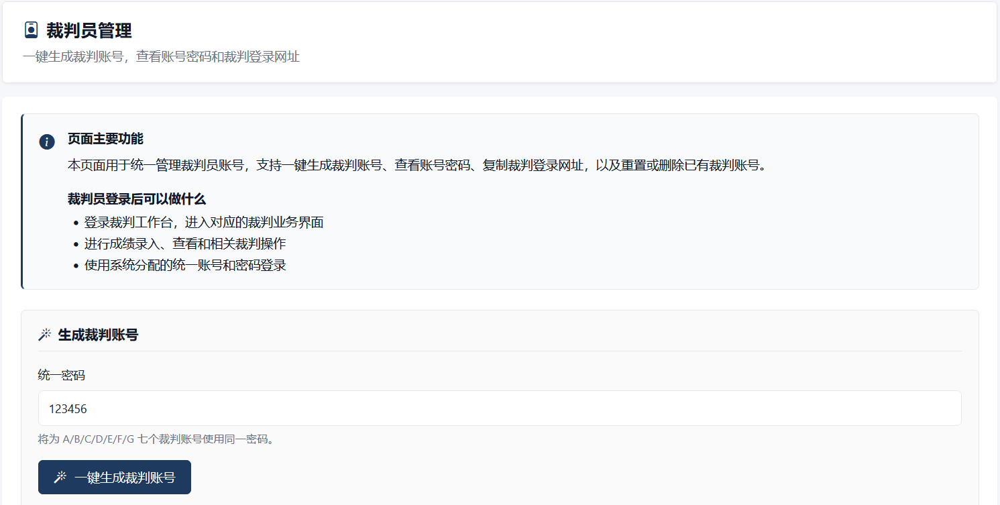 裁判员管理
一键生成裁判账号，查看账号密码和裁判登录网址
页面主要功能
本页面用于统一管理裁判员账号，支持一键生成裁判账号、查看账号密码、复制裁判登录网址，以及重置或删除已有裁判账号。
裁判员登录后可以做什么
• 登录裁判工作台，进入对应的裁判业务界面
• 进行成绩录入、查看和相关裁判操作
• 使用系统分配的统一账号和密码登录
生成裁判账号
统一密码
123456
将为 A/B/C/D/E/F/G 七个裁判账号使用同一密码。
一键生成裁判账号